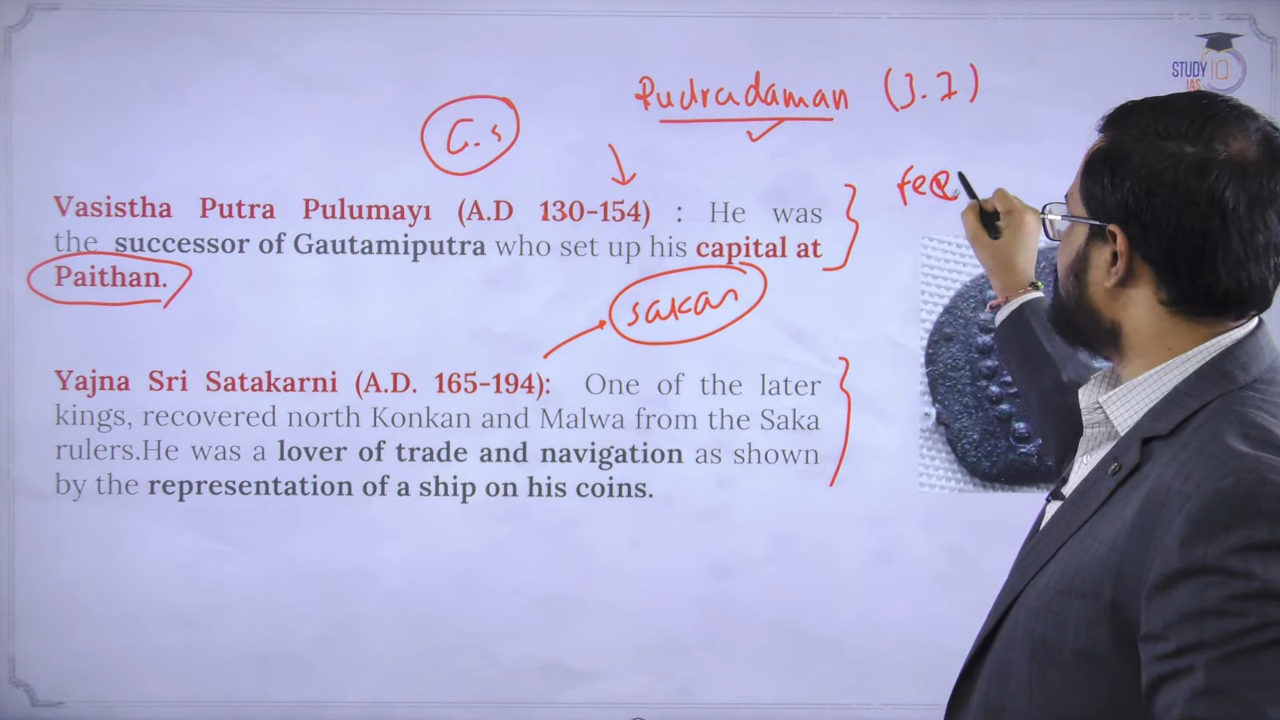 STUDY IQ
IAS
Rudradaman (J.I)
G.S
Vasistha Putra Pulumayi (A.D 130-154) : He was
the successor of Gautamiputra who set up his capital at
Paithan.
sakas
Yajna Sri Satakarni (A.D. 165-194): One of the later
kings, recovered north Konkan and Malwa from the Saka
rulers.He was a lover of trade and navigation as shown
by the representation of a ship on his coins.